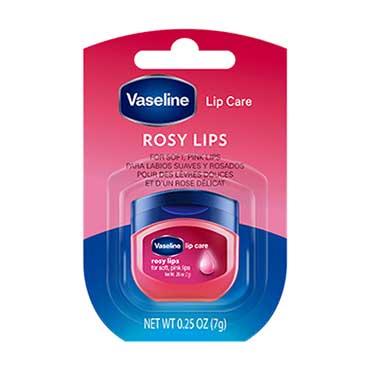 Vaseline Lip Care
ROSY LIPS
FOR SOFT, PINK LIPS
PARA LABIOS SUAVES Y ROSADOS
POUR DES LÈVRES DOUCES
ET D'UN ROSE DÉLICAT
Vaseline lip care
rosy lips
for soft, pink lips
NET WT 0.25 OZ (7g)